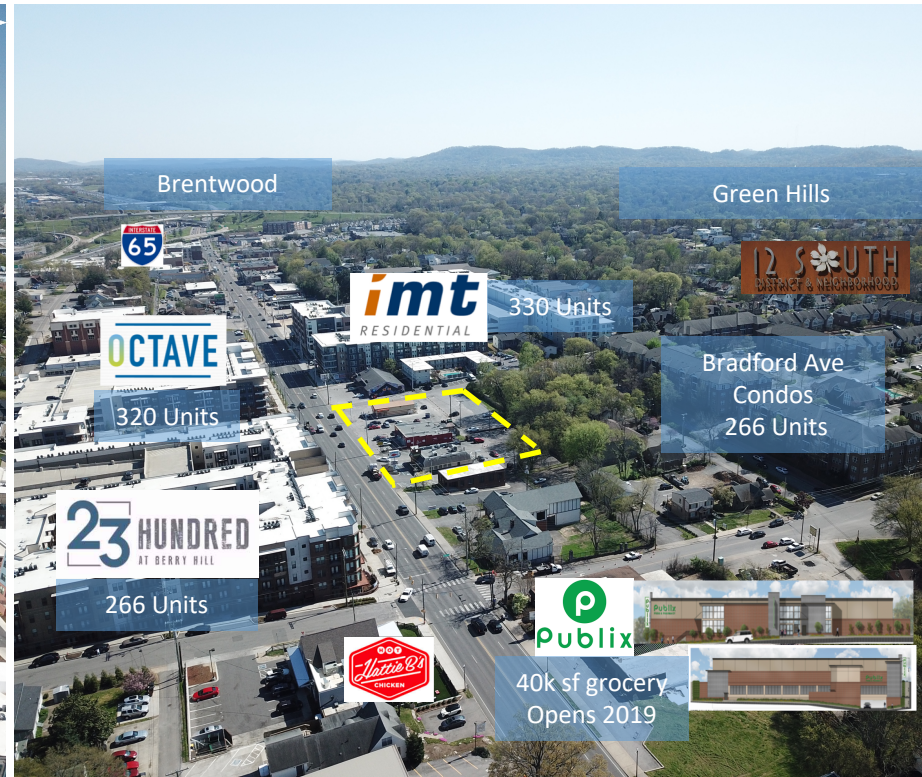 Brentwood
Green Hills
INTERSTATE
65
12 SOUTH
DISTRICT & NEIGHBORHOOD
imt
RESIDENTIAL
330 Units
OCTAVE
320 Units
Bradford Ave
Condos
266 Units
23 HUNDRED
AT BERRY HILL
266 Units
Publix
Publix
40k sf grocery
Opens 2019
HOT
Hattie B's
CHICKEN